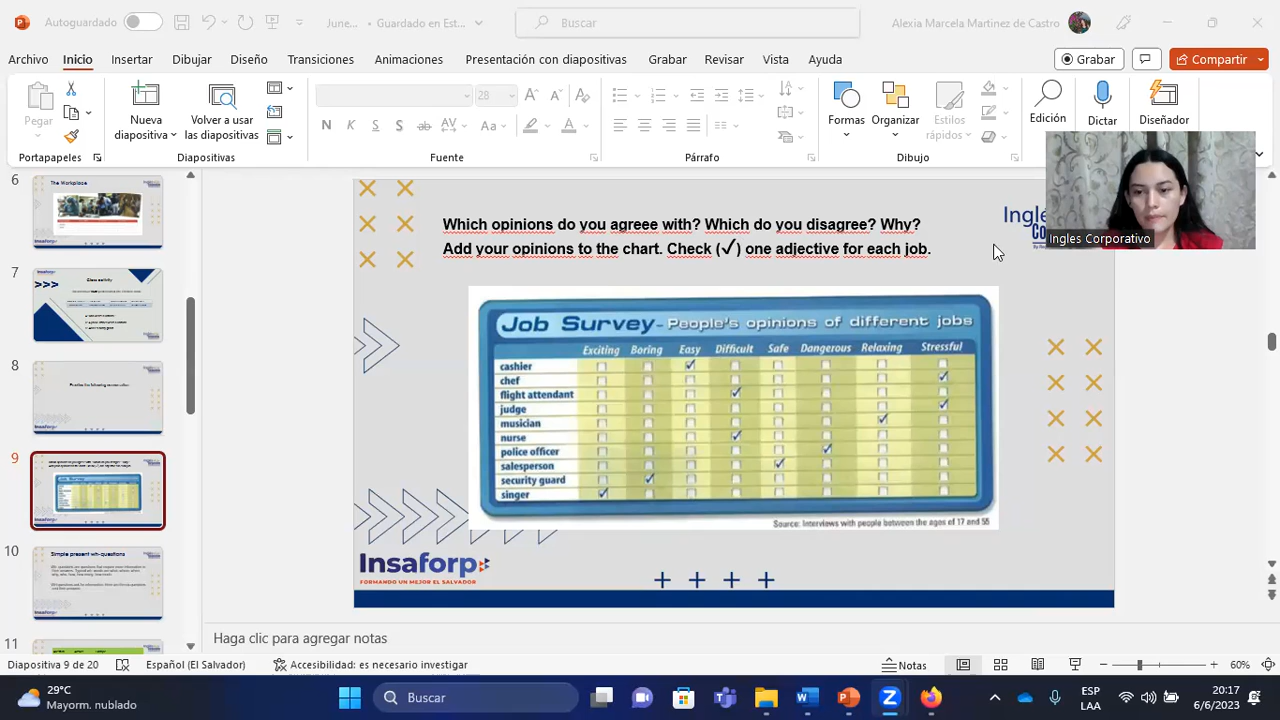 Autoguardado
June... • Guardado en Est...
Buscar
Alexia Marcela Martinez de Castro
Archivo Inicio Insertar Dibujar Diseño Transiciones Animaciones Presentación con diapositivas Grabar Revisar Vista Ayuda
Grabar
Compartir
Pegar
Nueva diapositiva
Volver a usar las diapositivas
28
N K S S ab AV Aa A
Formas
Organizar
Estilos rápidos
Edición
Dictar
Diseñador
Portapapeles
Diapositivas
Fuente
Párrafo
Dibujo
6
The Workplace
7
8
9
10
Simple present wh-questions
11
Which opinions do you agreee with? Which do you disagree? Why?
Add your opinions to the chart. Check (✓) one adjective for each job.
Ingle
Ingles Corporativo
Job Survey - People's opinions of different jobs
Exciting Boring Easy Difficult Safe Dangerous Relaxing Stressful
cashier
chef
flight attendant
judge
musician
nurse
police officer
salesperson
security guard
singer
Source: Interviews with people between the ages of 17 and 55
Insaforp
FORMANDO UN MEJOR EL SALVADOR
Haga clic para agregar notas
Diapositiva 9 de 20
Español (El Salvador)
Accesibilidad: es necesario investigar
Notas
60%
29°C
Mayorm. nublado
Buscar
ESP
LAA
20:17
6/6/2023